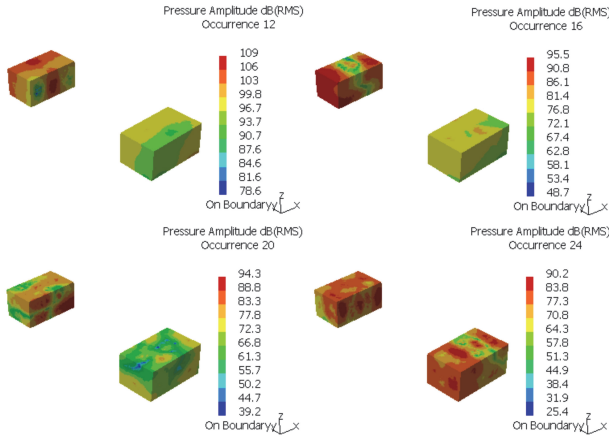 Pressure Amplitude dB(RMS)
Occurrence 12
109
106
103
99.8
96.7
93.7
90.7
87.6
84.6
81.6
78.6
On Boundary
Z
y
x
Pressure Amplitude dB(RMS)
Occurrence 16
95.5
90.8
86.1
81.4
76.8
72.1
67.4
62.8
58.1
53.4
48.7
On Boundary
Z
y
x
Pressure Amplitude dB(RMS)
Occurrence 20
94.3
88.8
83.3
77.8
72.3
66.8
61.3
55.7
50.2
44.7
39.2
On Boundary
Z
y
x
Pressure Amplitude dB(RMS)
Occurrence 24
90.2
83.8
77.3
70.8
64.3
57.8
51.3
44.9
38.4
31.9
25.4
On Boundary
Z
y
x